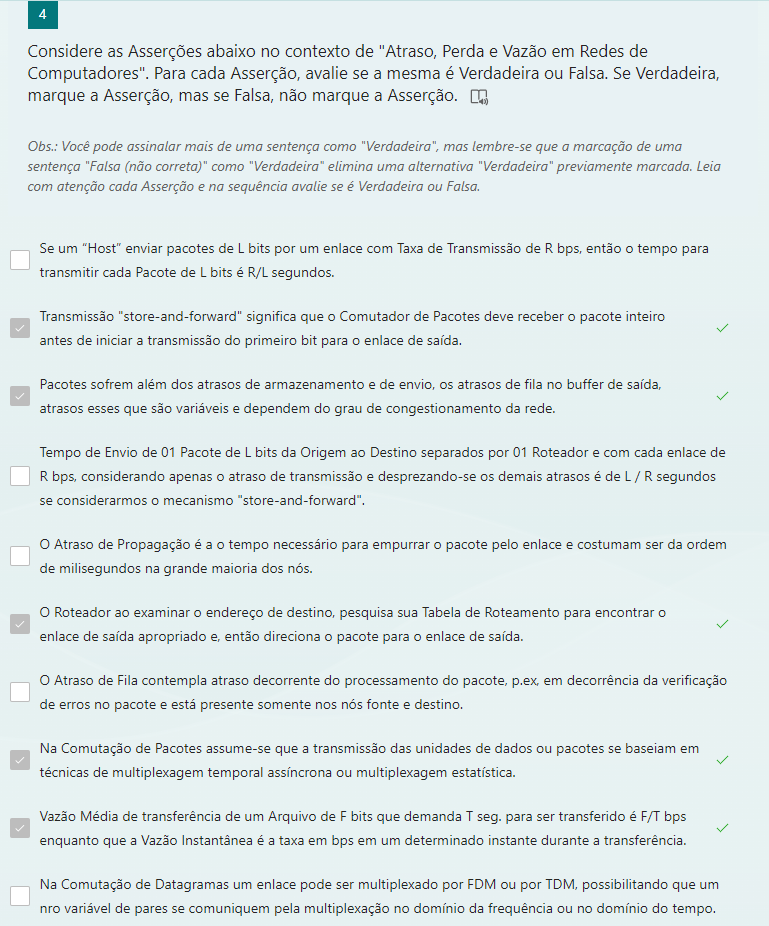 4
Considere as Asserções abaixo no contexto de "Atraso, Perda e Vazão em Redes de
Computadores". Para cada Asserção, avalie se a mesma é Verdadeira ou Falsa. Se Verdadeira,
marque a Asserção, mas se Falsa, não marque a Asserção.
Obs.: Você pode assinalar mais de uma sentença como "Verdadeira", mas lembre-se que a marcação de uma
sentença "Falsa (não correta)" como "Verdadeira" elimina uma alternativa "Verdadeira" previamente marcada. Leia
com atenção cada Asserção e na sequência avalie se é Verdadeira ou Falsa.
Se um “Host” enviar pacotes de L bits por um enlace com Taxa de Transmissão de R bps, então o tempo para
transmitir cada Pacote de L bits é R/L segundos.
Transmissão "store-and-forward" significa que o Comutador de Pacotes deve receber o pacote inteiro
antes de iniciar a transmissão do primeiro bit para o enlace de saída.
Pacotes sofrem além dos atrasos de armazenamento e de envio, os atrasos de fila no buffer de saída,
atrasos esses que são variáveis e dependem do grau de congestionamento da rede.
Tempo de Envio de 01 Pacote de L bits da Origem ao Destino separados por 01 Roteador e com cada enlace de
R bps, considerando apenas o atraso de transmissão e desprezando-se os demais atrasos é de L / R segundos
se considerarmos o mecanismo "store-and-forward".
O Atraso de Propagação é a o tempo necessário para empurrar o pacote pelo enlace e costumam ser da ordem
de milisegundos na grande maioria dos nós.
O Roteador ao examinar o endereço de destino, pesquisa sua Tabela de Roteamento para encontrar o
enlace de saída apropriado e, então direciona o pacote para o enlace de saída.
O Atraso de Fila contempla atraso decorrente do processamento do pacote, p.ex, em decorrência da verificação
de erros no pacote e está presente somente nos nós fonte e destino.
Na Comutação de Pacotes assume-se que a transmissão das unidades de dados ou pacotes se baseiam em
técnicas de multiplexagem temporal assíncrona ou multiplexagem estatística.
Vazão Média de transferência de um Arquivo de F bits que demanda T seg. para ser transferido é F/T bps
enquanto que a Vazão Instantânea é a taxa em bps em um determinado instante durante a transferência.
Na Comutação de Datagramas um enlace pode ser multiplexado por FDM ou por TDM, possibilitando que um
nro variável de pares se comuniquem pela multiplexação no domínio da frequência ou no domínio do tempo.